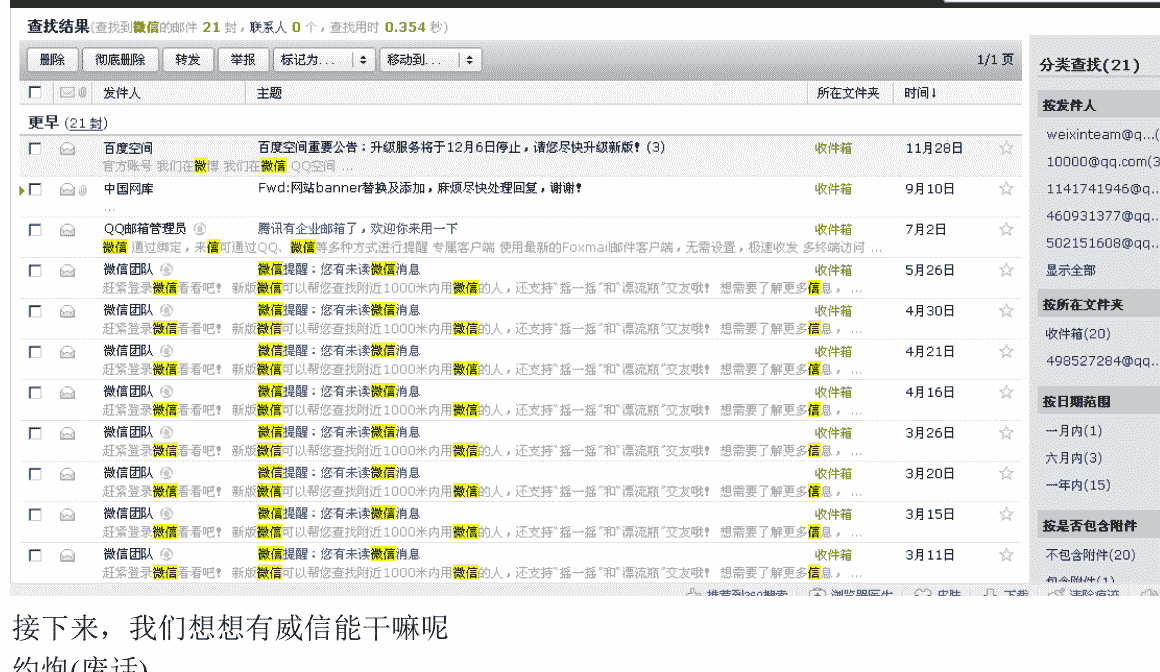 查找结果(查找到微信的邮件 21 封，联系人 0 个，查找用时 0.354 秒)
删除 彻底删除 转发 举报 标记为... 移动到... 1/1 页
发件人 主题 所在文件夹 时间↓
更早 (21 封)
百度空间 百度空间重要公告：升级服务将于12月6日停止，请您尽快升级新版！(3) 收件箱 11月28日
官方账号 我们在微博 我们在微信 QQ空间 ...
中国网库 Fwd:网站banner替换及添加，麻烦尽快处理回复，谢谢！ 收件箱 9月10日
...
QQ邮箱管理员 腾讯有企业邮箱了，欢迎你来用一下 收件箱 7月2日
微信 通过绑定，来信可通过QQ、微信等多种方式进行提醒 专属客户端 使用最新的Foxmail邮件客户端，无需设置，极速收发 多终端访问 ...
微信团队 微信提醒：您有未读微信消息 收件箱 5月26日
赶紧登录微信看看吧！ 新版微信可以帮您查找附近1000米内用微信的人，还支持“摇一摇”和“漂流瓶”交友哦！ 想需要了解更多信息， ...
微信团队 微信提醒：您有未读微信消息 收件箱 4月30日
赶紧登录微信看看吧！ 新版微信可以帮您查找附近1000米内用微信的人，还支持“摇一摇”和“漂流瓶”交友哦！ 想需要了解更多信息， ...
微信团队 微信提醒：您有未读微信消息 收件箱 4月21日
赶紧登录微信看看吧！ 新版微信可以帮您查找附近1000米内用微信的人，还支持“摇一摇”和“漂流瓶”交友哦！ 想需要了解更多信息， ...
微信团队 微信提醒：您有未读微信消息 收件箱 4月16日
赶紧登录微信看看吧！ 新版微信可以帮您查找附近1000米内用微信的人，还支持“摇一摇”和“漂流瓶”交友哦！ 想需要了解更多信息， ...
微信团队 微信提醒：您有未读微信消息 收件箱 3月26日
赶紧登录微信看看吧！ 新版微信可以帮您查找附近1000米内用微信的人，还支持“摇一摇”和“漂流瓶”交友哦！ 想需要了解更多信息， ...
微信团队 微信提醒：您有未读微信消息 收件箱 3月20日
赶紧登录微信看看吧！ 新版微信可以帮您查找附近1000米内用微信的人，还支持“摇一摇”和“漂流瓶”交友哦！ 想需要了解更多信息， ...
微信团队 微信提醒：您有未读微信消息 收件箱 3月15日
赶紧登录微信看看吧！ 新版微信可以帮您查找附近1000米内用微信的人，还支持“摇一摇”和“漂流瓶”交友哦！ 想需要了解更多信息， ...
微信团队 微信提醒：您有未读微信消息 收件箱 3月11日
赶紧登录微信看看吧！ 新版微信可以帮您查找附近1000米内用微信的人，还支持“摇一摇”和“漂流瓶”交友哦！ 想需要了解更多信息， ...
分类查找(21)
按发件人
weixinteam@q...(
10000@qq.com(3
1141741946@q..
460931377@qq..
502151608@qq..
显示全部
按所在文件夹
收件箱(20)
498527284@qq..
按日期范围
一月内(1)
六月内(3)
一年内(15)
按是否包含附件
不包含附件(20)
包含附件(1)
推荐到360搜索 浏览器医生 皮肤 下载 清除痕迹
接下来，我们想想有威信能干嘛呢
约炮(废话)